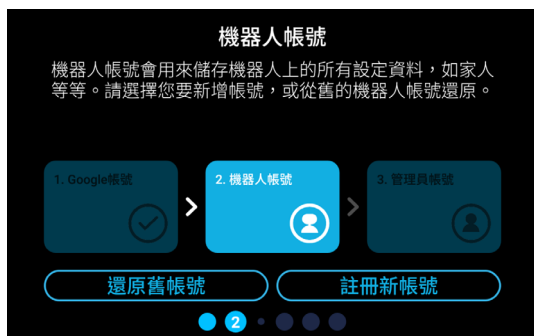 機器人帳號
機器人帳號會用來儲存機器人上的所有設定資料，如家人
等等。請選擇您要新增帳號，或從舊的機器人帳號還原。
1. Google帳號
2. 機器人帳號
3. 管理員帳號
還原舊帳號
註冊新帳號
2